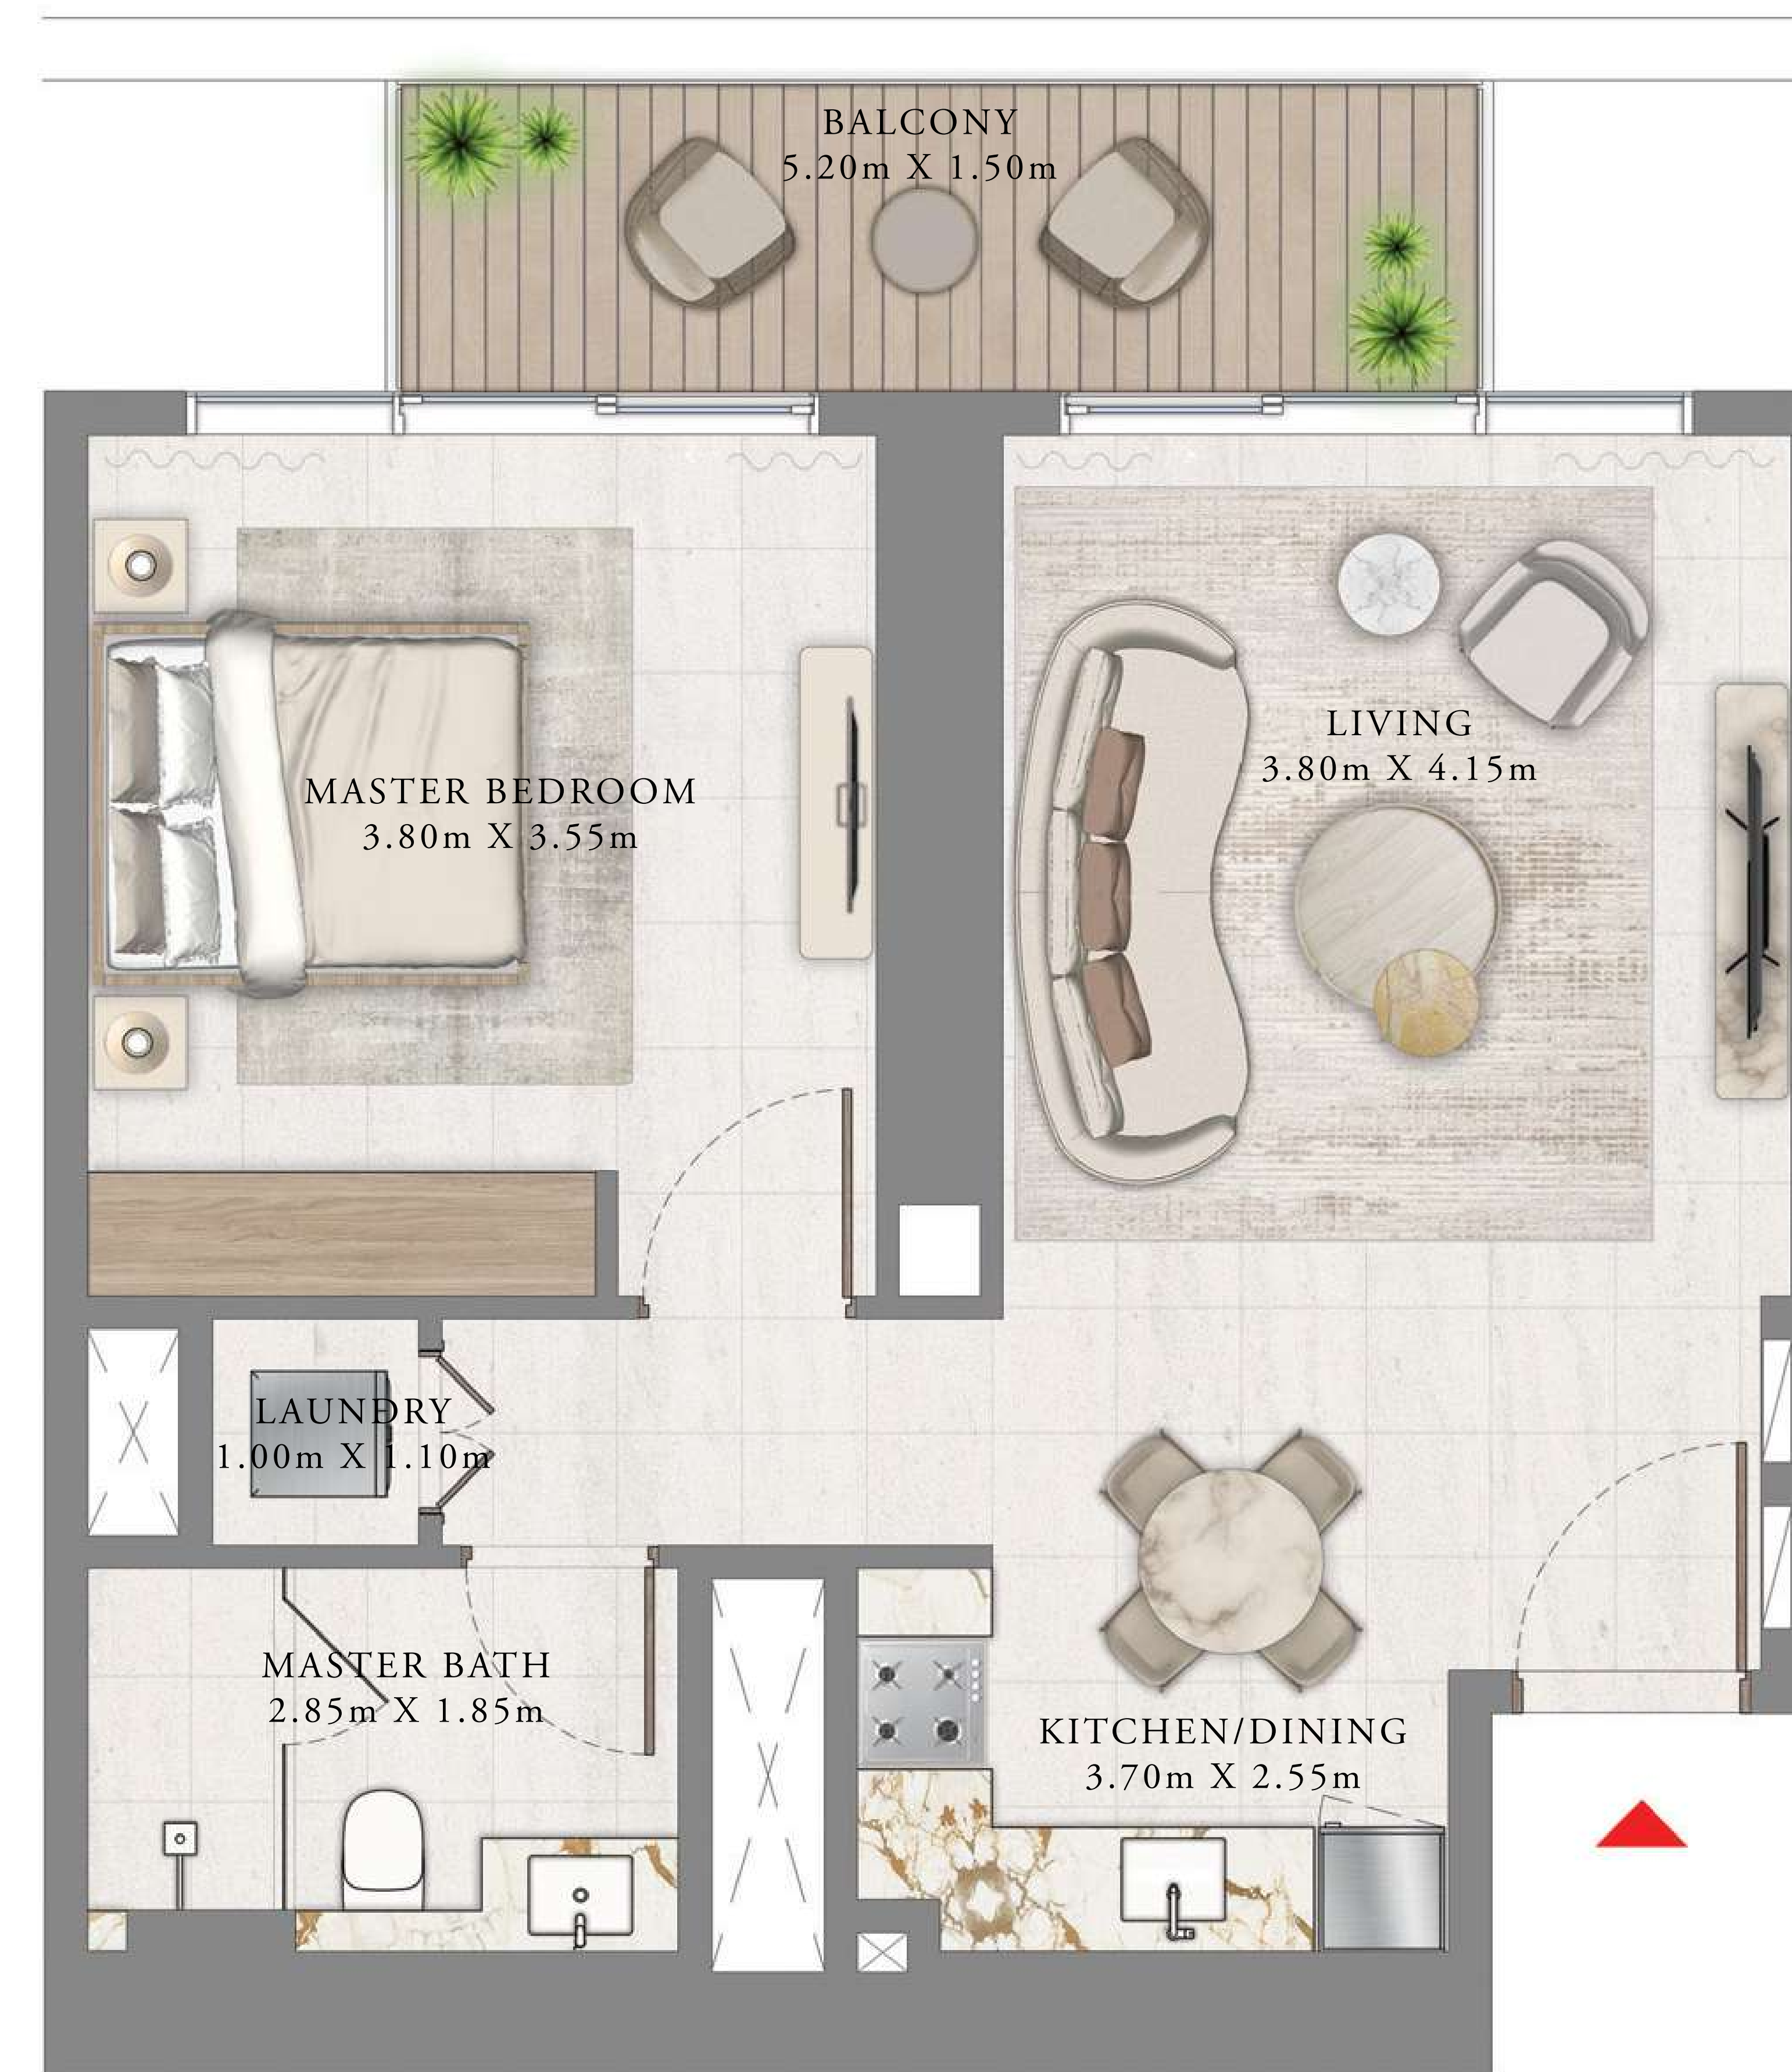 BALCONY
5.20m X 1.50m
LIVING
3.80m X 4.15m
MASTER BEDROOM
3.80m X 3.55m
LAUNDRY
1.00m X 1.10m
MASTER BATH
2.85m X 1.85m
KITCHEN/DINING
3.70m X 2.55m